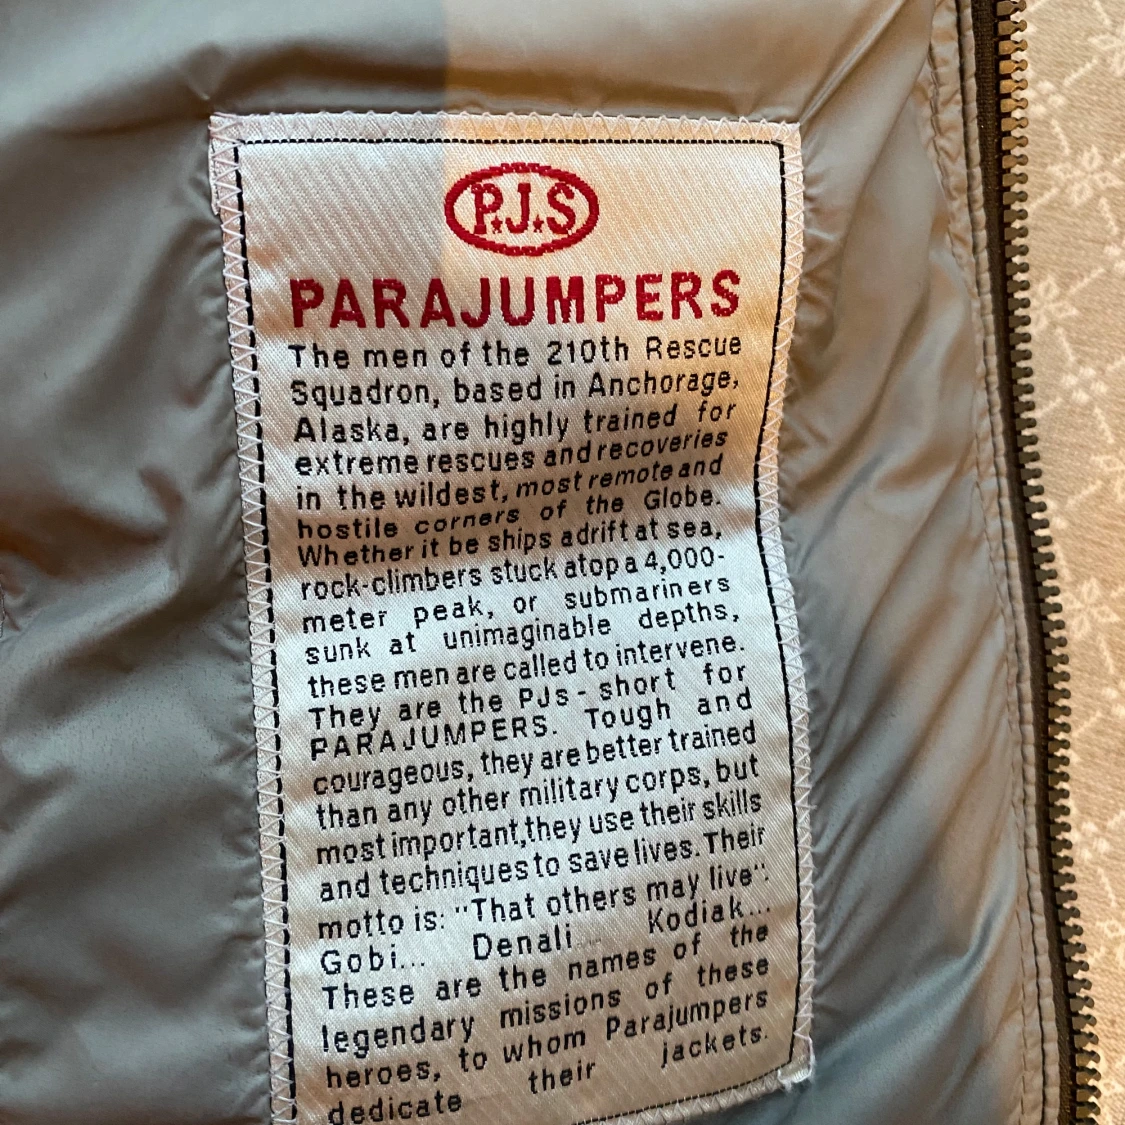 P.J.S
PARAJUMPERS
The men of the 210th Rescue
Squadron, based in Anchorage,
Alaska, are highly trained for
extreme rescues and recoveries
in the wildest, most remote and
hostile corners of the Globe.
Whether it be ships adrift at sea,
rock-climbers stuck atop a 4,000-
meter peak, or submariners
sunk at unimaginable depths,
these men are called to intervene.
They are the PJs - short for
PARAJUMPERS. Tough and
courageous, they are better trained
than any other military corps, but
most important,they use their skills
and techniques to save lives. Their
motto is: "That others may live".
Gobi... Denali... Kodiak...
These are the names of the
legendary missions of these
heroes, to whom Parajumpers
dedicate their jackets.